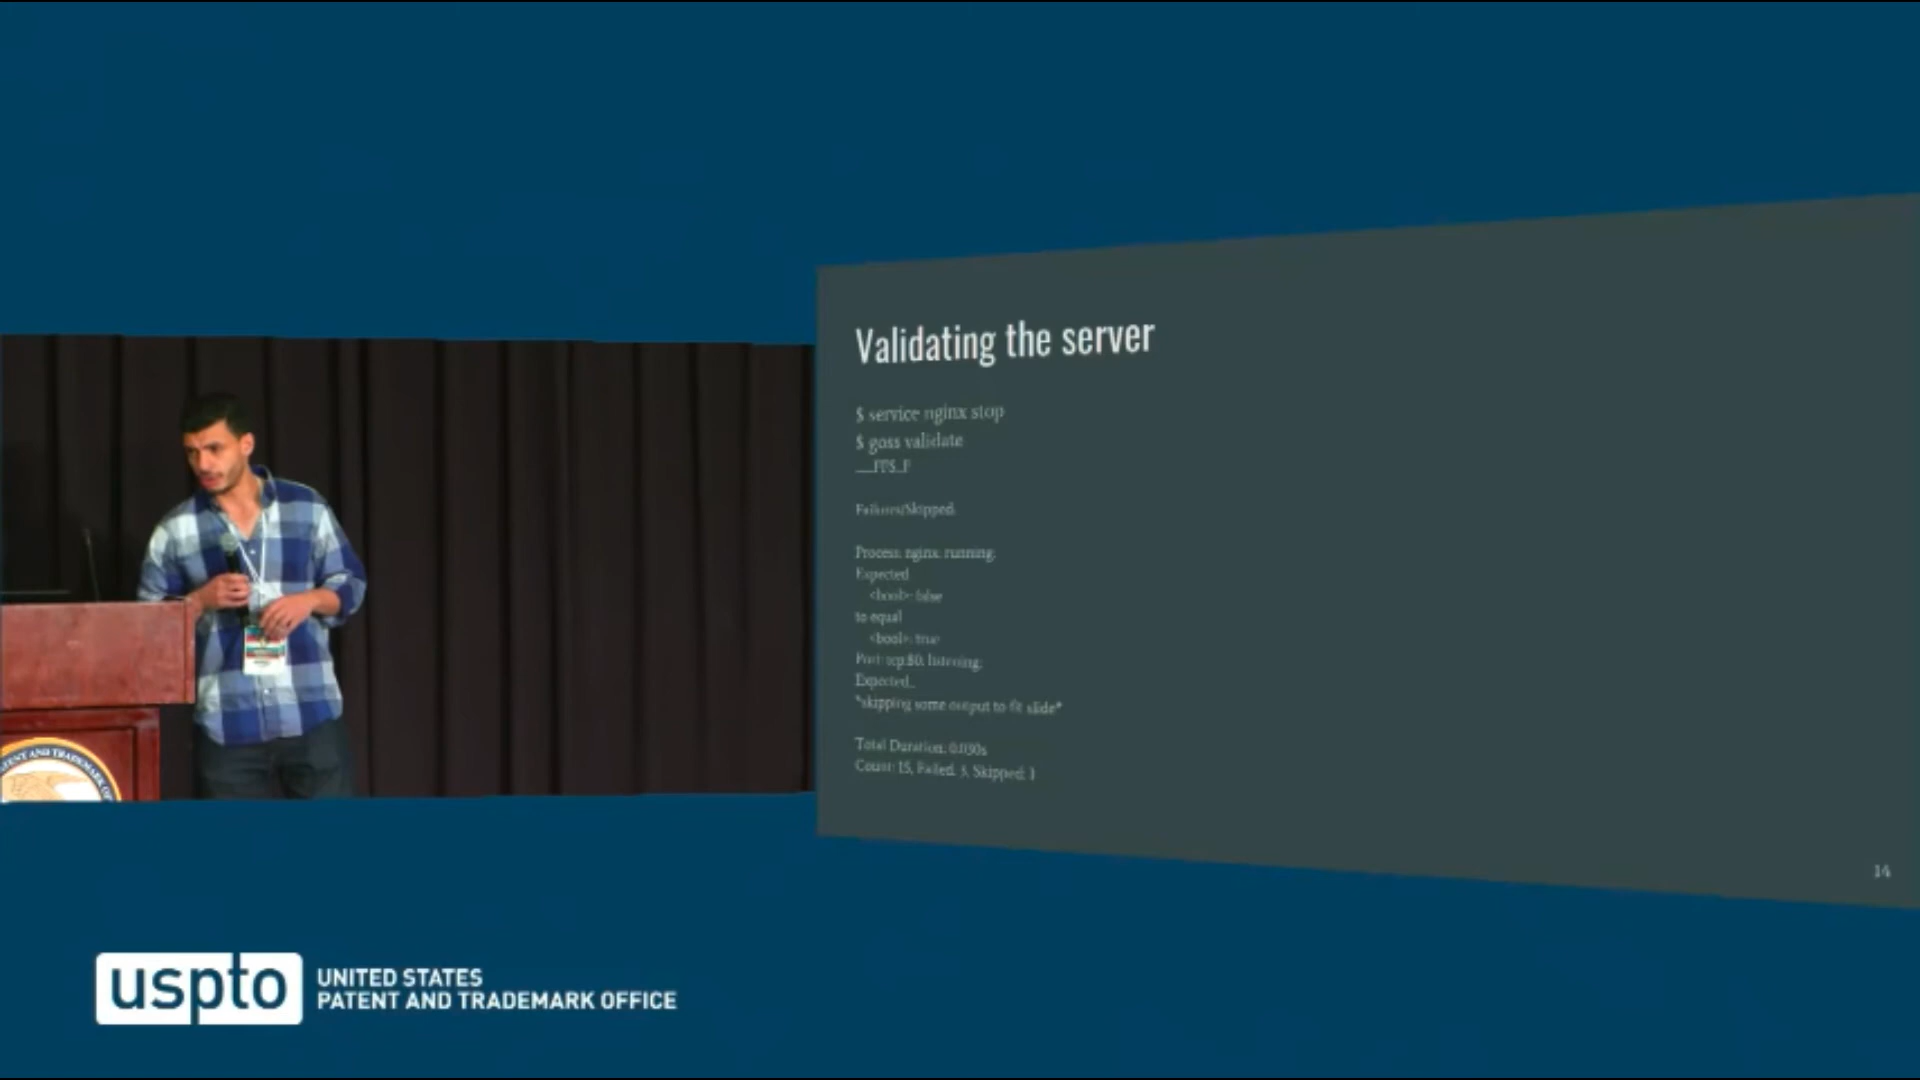 Validating the server
$ service nginx stop
$ goss validate
Failures/Skipped:
Process: nginx: running:
Expected
<bool>: false
to equal
<bool>: true
Port: tcp:80: listening:
Expected...
*skipping some output to fit slide*
Total Duration: 0.030s
Count: 15, Failed: 3, Skipped: 1
14
uspto
UNITED STATES
PATENT AND TRADEMARK OFFICE